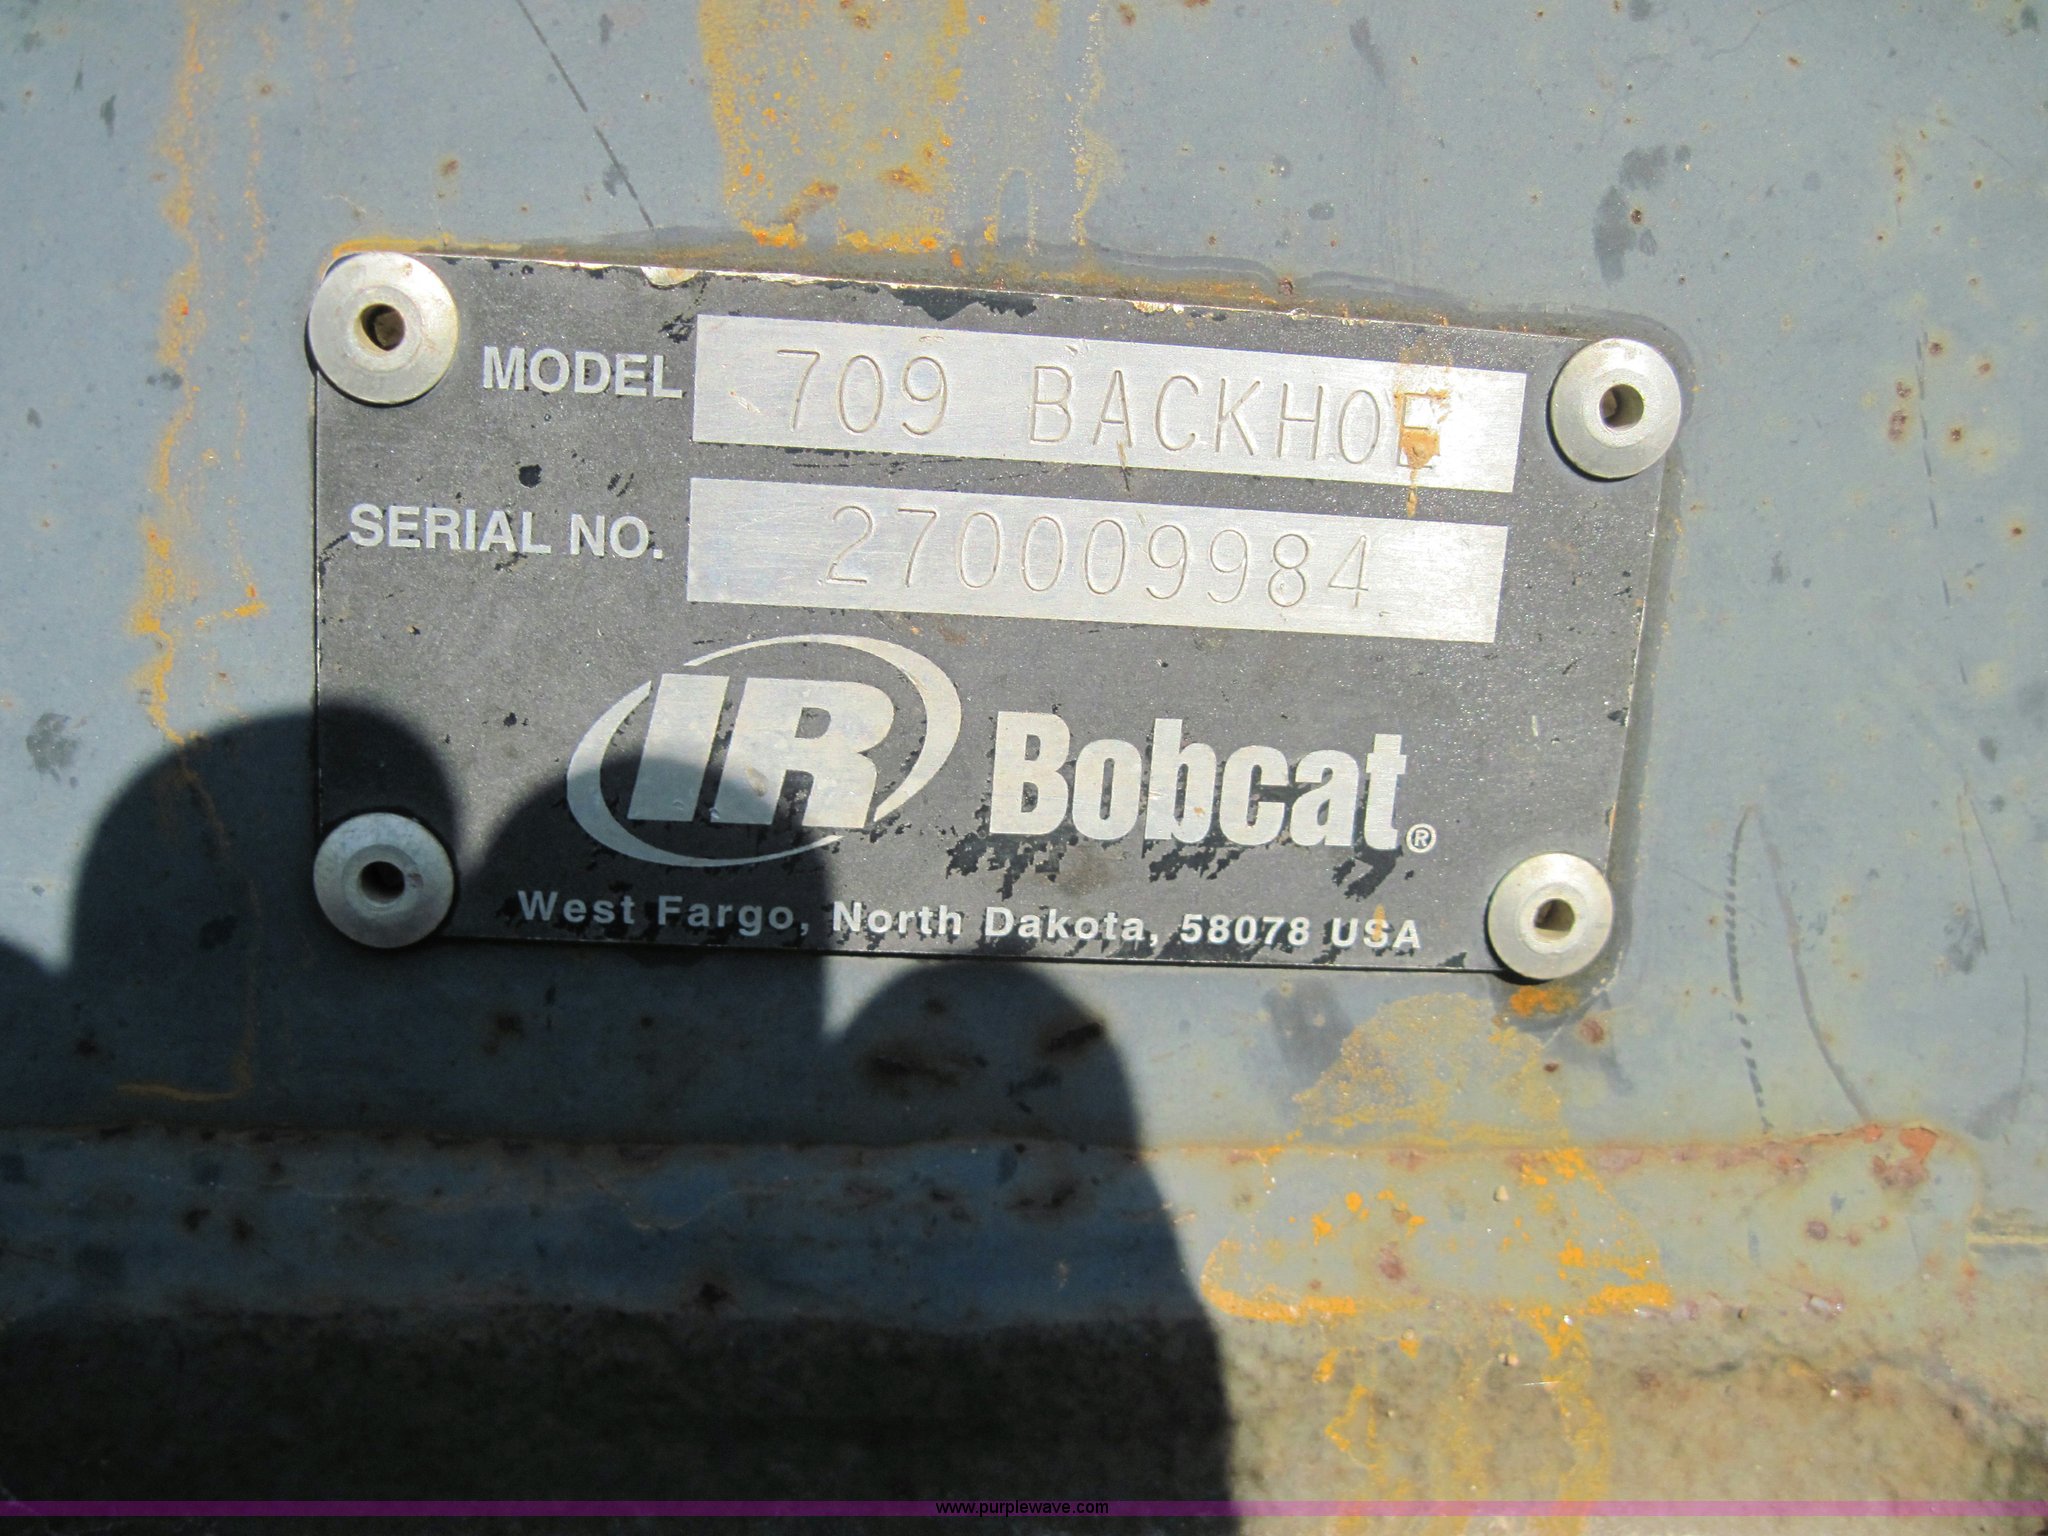 MODEL 709 BACKHOE
SERIAL NO. 270009984
IR Bobcat®
West Fargo, North Dakota, 58078 USA
www.purplewave.com